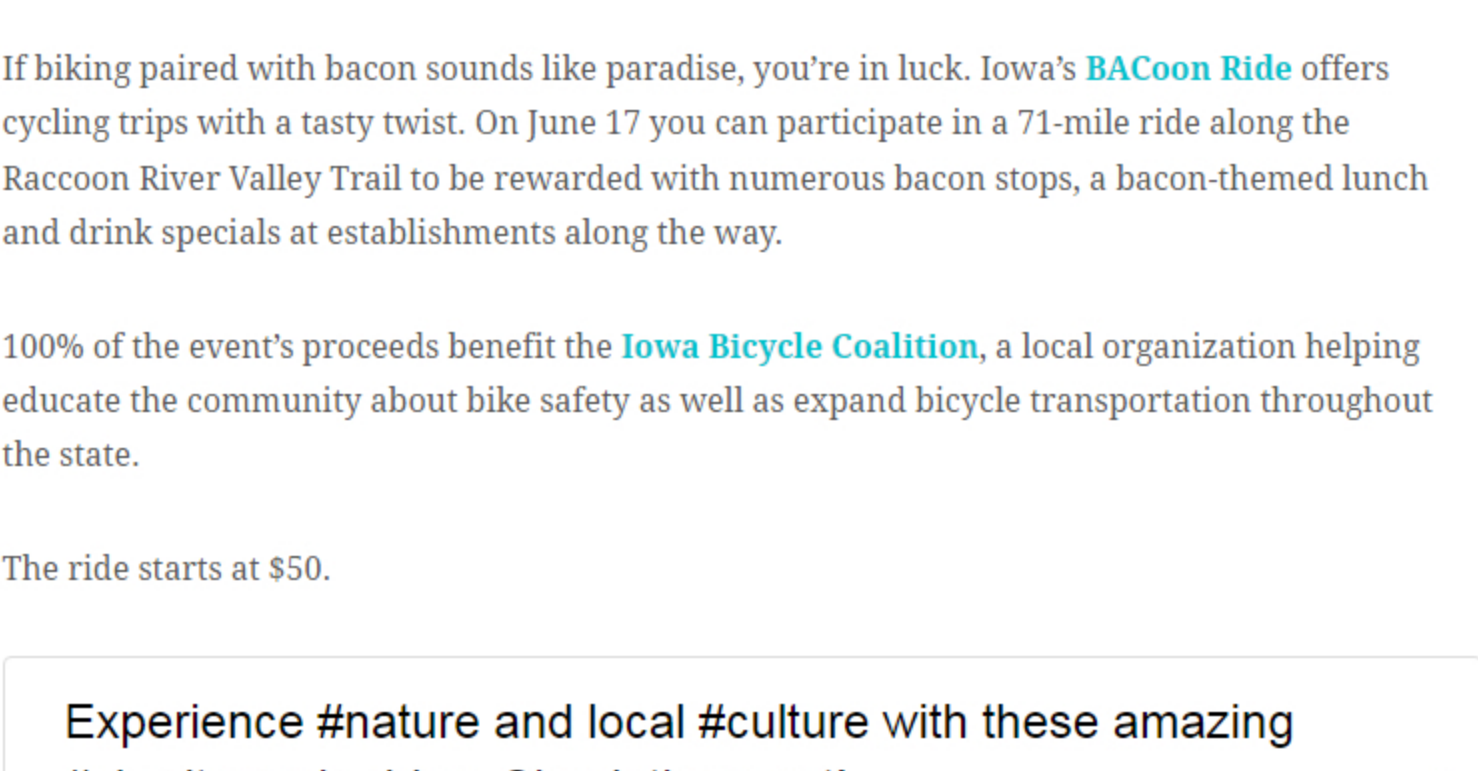 If biking paired with bacon sounds like paradise, you’re in luck. Iowa’s BACoon Ride offers
cycling trips with a tasty twist. On June 17 you can participate in a 71-mile ride along the
Raccoon River Valley Trail to be rewarded with numerous bacon stops, a bacon-themed lunch
and drink specials at establishments along the way.
100% of the event’s proceeds benefit the Iowa Bicycle Coalition, a local organization helping
educate the community about bike safety as well as expand bicycle transportation throughout
the state.
The ride starts at $50.
Experience #nature and local #culture with these amazing